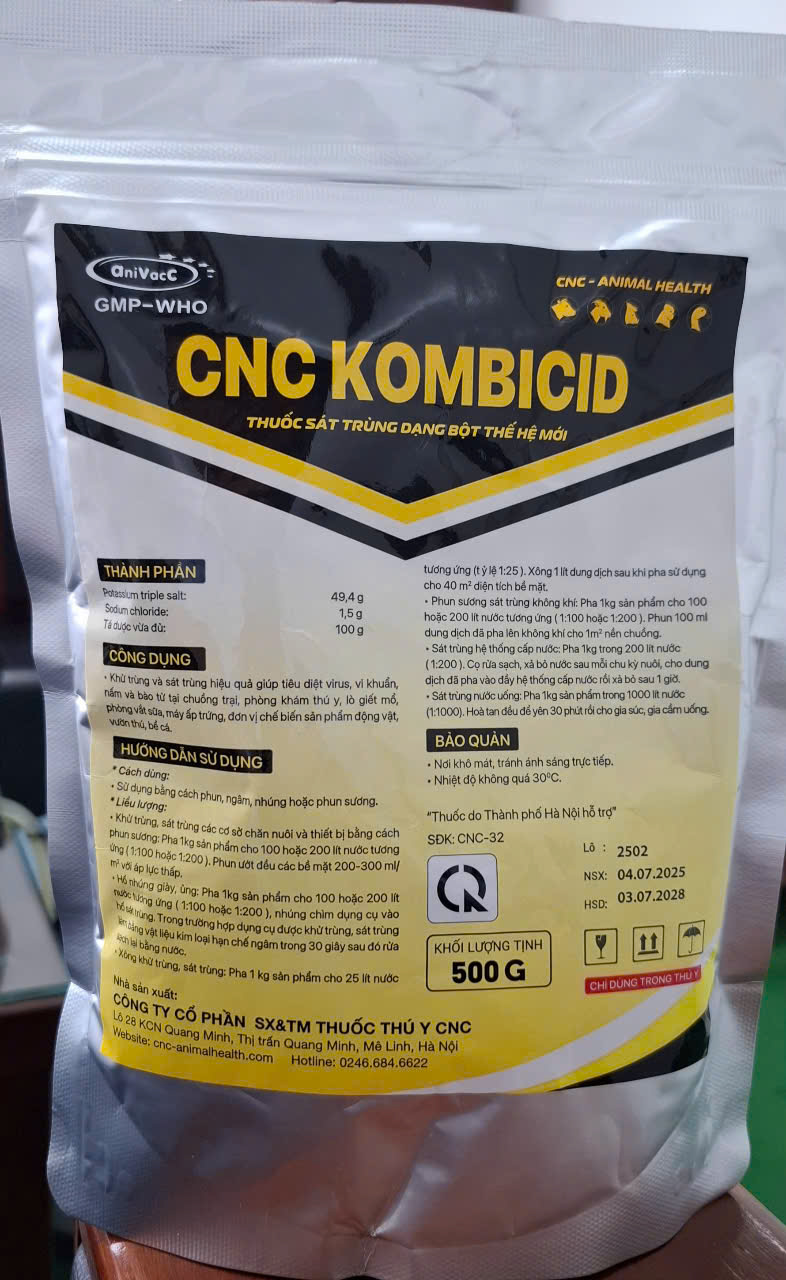 aniVacC
GMP-WHO
CNC - ANIMAL HEALTH
CNC KOMBICID
THUỐC SÁT TRÙNG DẠNG BỘT THẾ HỆ MỚI
THÀNH PHẦN
Potassium triple salt: 49,4 g
Sodium chloride: 1,5 g
Tá dược vừa đủ: 100 g
CÔNG DỤNG
• Khử trùng và sát trùng hiệu quả giúp tiêu diệt virus, vi khuẩn,
nấm và bào tử tại chuồng trại, phòng khám thú y, lò giết mổ,
phòng vắt sữa, máy ấp trứng, đơn vị chế biến sản phẩm động vật,
vườn thú, bể cá.
HƯỚNG DẪN SỬ DỤNG
* Cách dùng:
• Sử dụng bằng cách phun, ngâm, nhúng hoặc phun sương.
* Liều lượng:
• Khử trùng, sát trùng các cơ sở chăn nuôi và thiết bị bằng cách
phun sương: Pha 1kg sản phẩm cho 100 hoặc 200 lít nước tương
ứng ( 1:100 hoặc 1:200 ). Phun ướt đều các bề mặt 200-300 ml/
m² với áp lực thấp.
• Hố nhúng giày, ủng: Pha 1kg sản phẩm cho 100 hoặc 200 lít
nước tương ứng ( 1:100 hoặc 1:200 ), nhúng chìm dụng cụ vào
hố sát trùng. Trong trường hợp dụng cụ được khử trùng, sát trùng
làm bằng vật liệu kim loại hạn chế ngâm trong 30 giây sau đó rửa
sạch lại bằng nước.
• Xông khử trùng, sát trùng: Pha 1 kg sản phẩm cho 25 lít nước
tương ứng (t ỷ lệ 1:25 ). Xông 1 lít dung dịch sau khi pha sử dụng
cho 40 m² diện tích bề mặt.
• Phun sương sát trùng không khí: Pha 1kg sản phẩm cho 100
hoặc 200 lít nước tương ứng ( 1:100 hoặc 1:200 ). Phun 100 ml
dung dịch đã pha lên không khí cho 1m² nền chuồng.
• Sát trùng hệ thống cấp nước: Pha 1kg trong 200 lít nước
( 1:200 ). Cọ rửa sạch, xả bỏ nước sau mỗi chu kỳ nuôi, cho dung
dịch đã pha vào đầy hệ thống cấp nước rồi xả bỏ sau 1 giờ.
• Sát trùng nước uống: Pha 1kg sản phẩm trong 1000 lít nước
(1:1000). Hoà tan đều để yên 30 phút rồi cho gia súc, gia cầm uống.
BẢO QUẢN
• Nơi khô mát, tránh ánh sáng trực tiếp.
• Nhiệt độ không quá 30⁰C.
"Thuốc do Thành phố Hà Nội hỗ trợ"
SĐK: CNC-32
Lô : 2502
NSX: 04.07.2025
HSD: 03.07.2028
KHỐI LƯỢNG TỊNH
500 G
CHỈ DÙNG TRONG THÚ Y
Nhà sản xuất:
CÔNG TY CỔ PHẦN SX&TM THUỐC THÚ Y CNC
Lô 28 KCN Quang Minh, Thị trấn Quang Minh, Mê Linh, Hà Nội
Website: cnc-animalhealth.com Hotline: 0246.684.6622